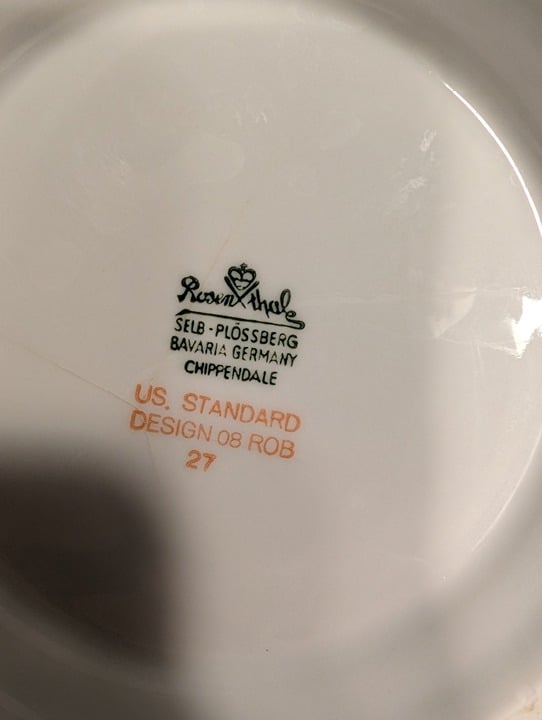 Rosenthal
SELB-PLÖSSBERG
BAVARIA GERMANY
CHIPPENDALE
US. STANDARD
DESIGN 08 ROB
27